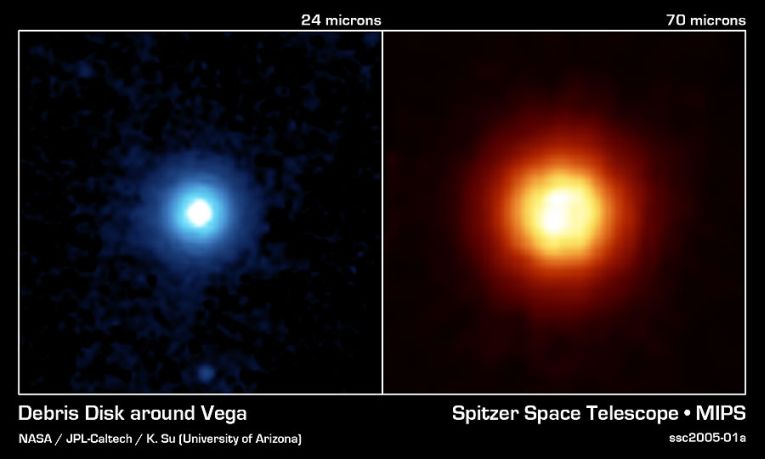 24 microns
70 microns
Debris Disk around Vega
Spitzer Space Telescope • MIPS
NASA / JPL-Caltech / K. Su (University of Arizona)
ssc2005-01a